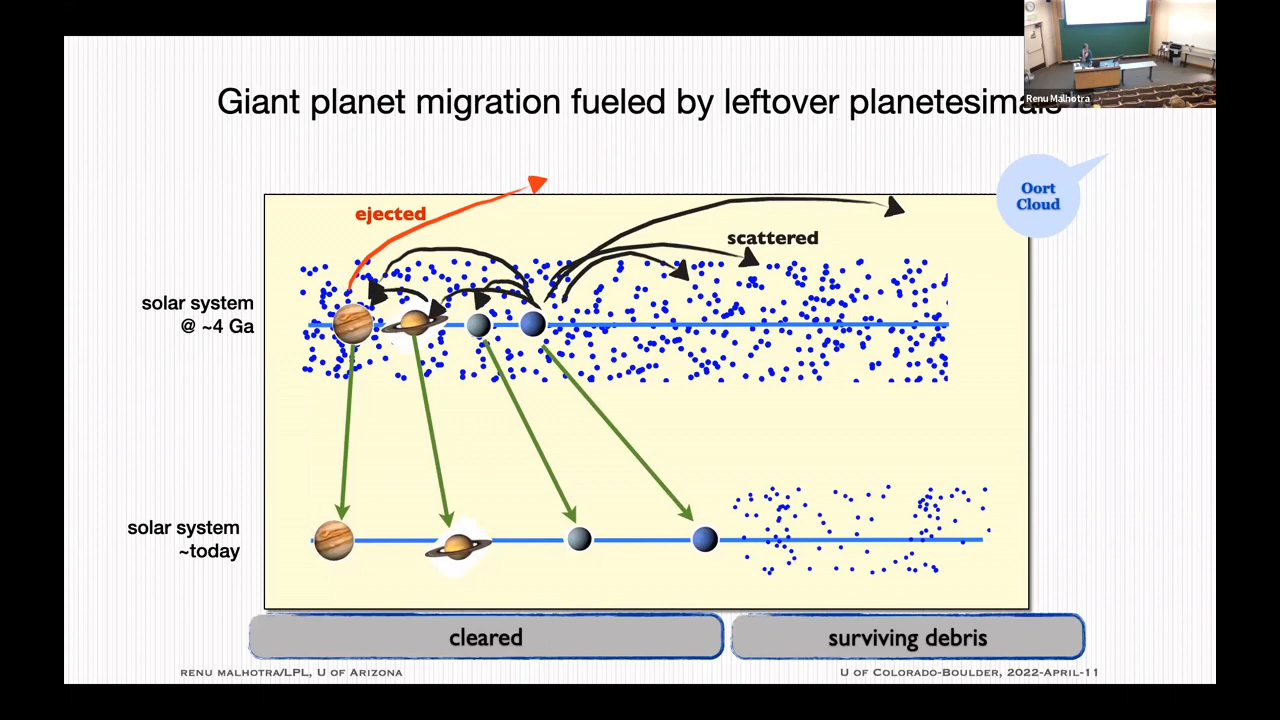 Renu Malhotra
Giant planet migration fueled by leftover planetesimals
Oort
Cloud
ejected
scattered
solar system
@ ~4 Ga
solar system
~today
cleared
surviving debris
RENU MALHOTRA/LPL, U OF ARIZONA
U OF COLORADO-BOULDER, 2022-APRIL-11